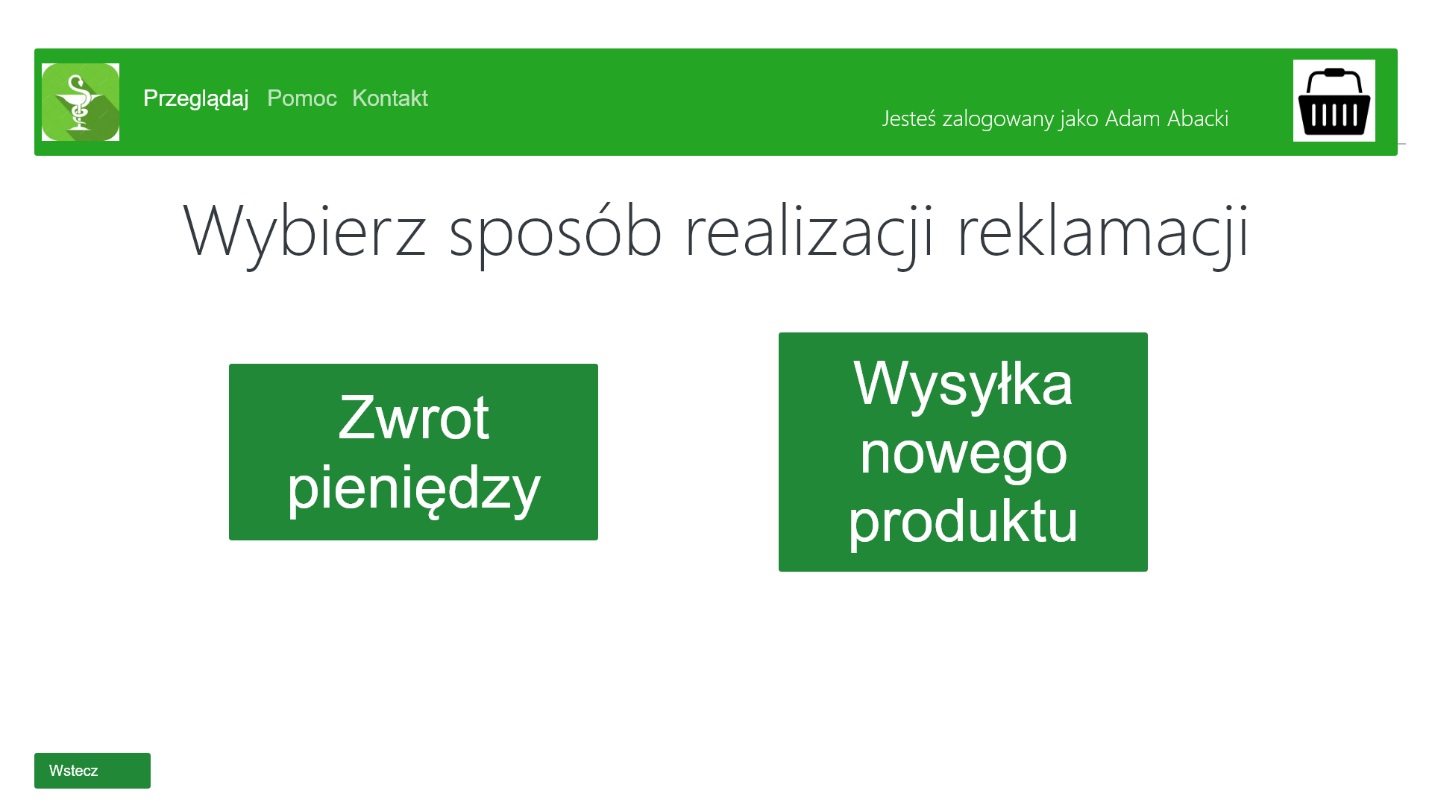 Przeglądaj Pomoc Kontakt
Jesteś zalogowany jako Adam Abacki
Wybierz sposób realizacji reklamacji
Zwrot
pieniędzy
Wysyłka
nowego
produktu
Wstecz